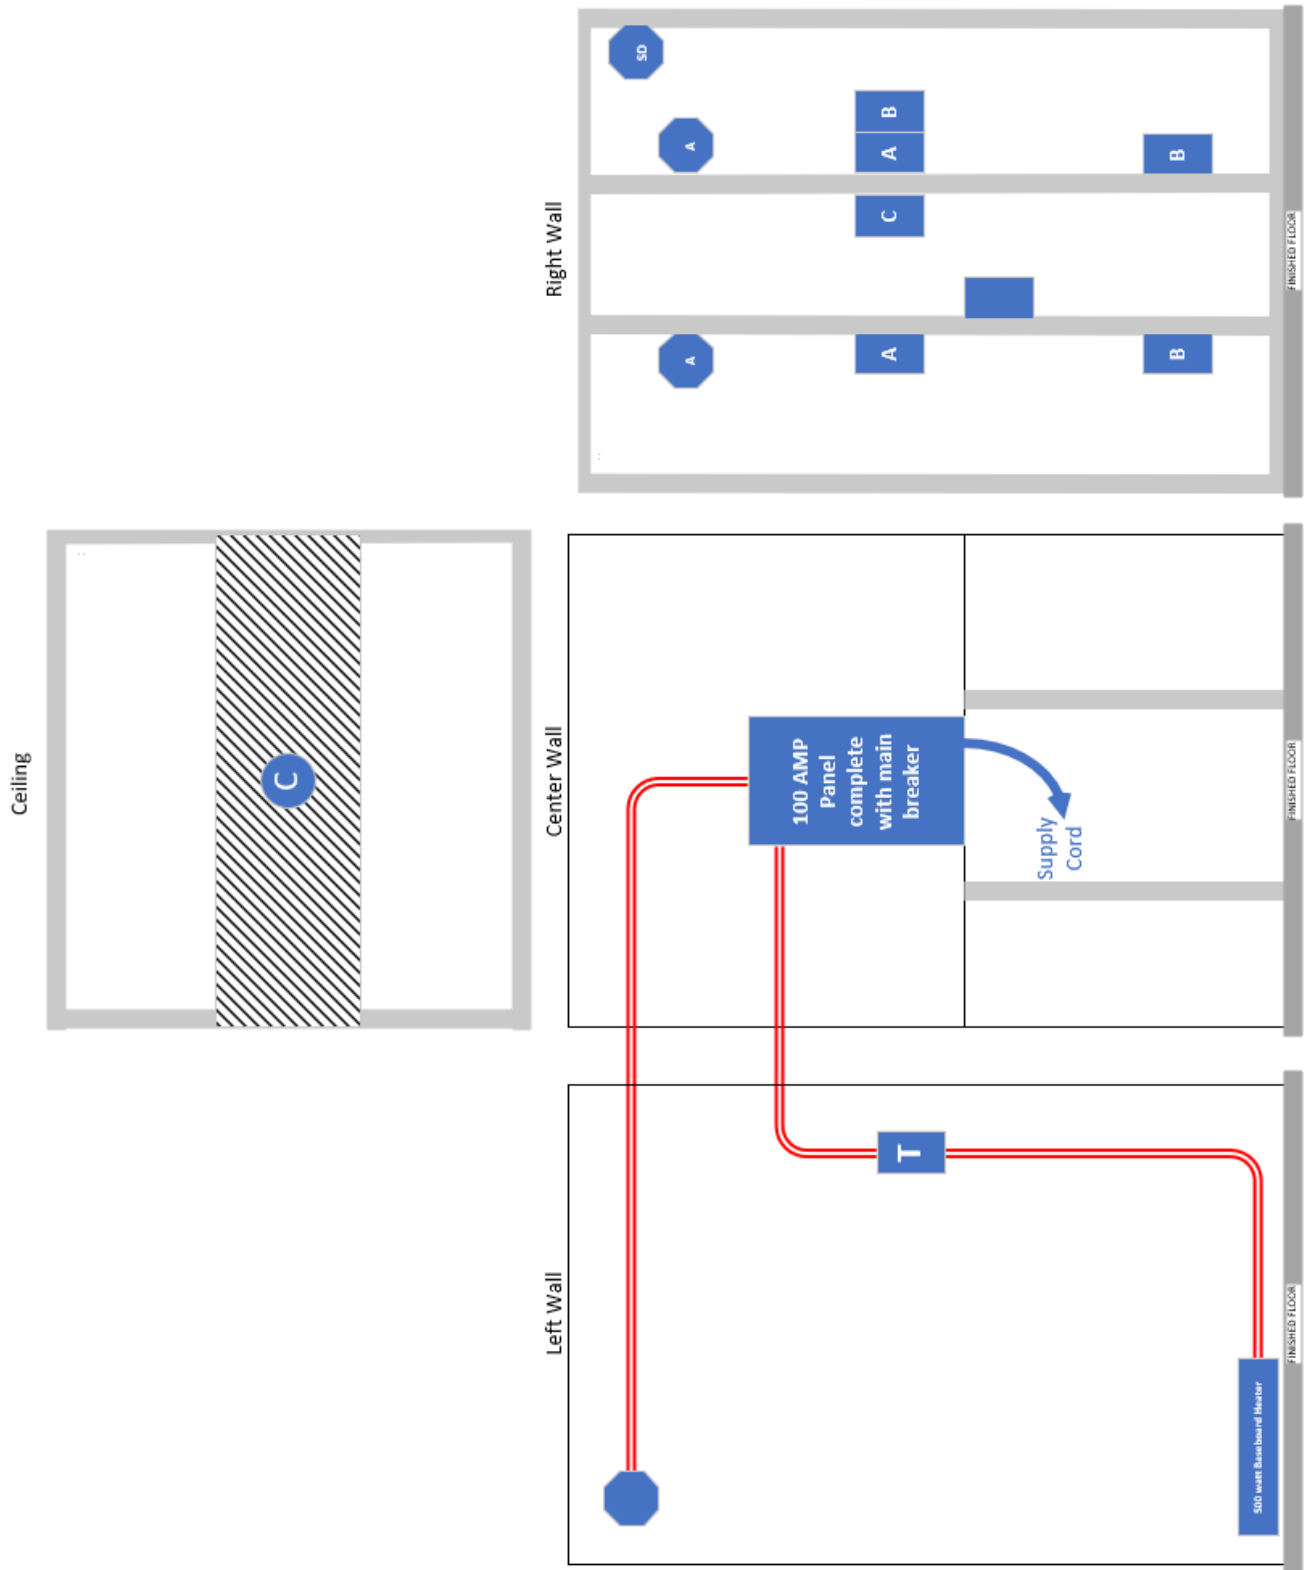 Ceiling
C
Left Wall
T
500 watt Baseboard Heater
FINISHED FLOOR
Center Wall
100 AMP
Panel
complete
with main
breaker
Supply
Cord
FINISHED FLOOR
Right Wall
A
A
B
C
A
A
B
B
SD
FINISHED FLOOR